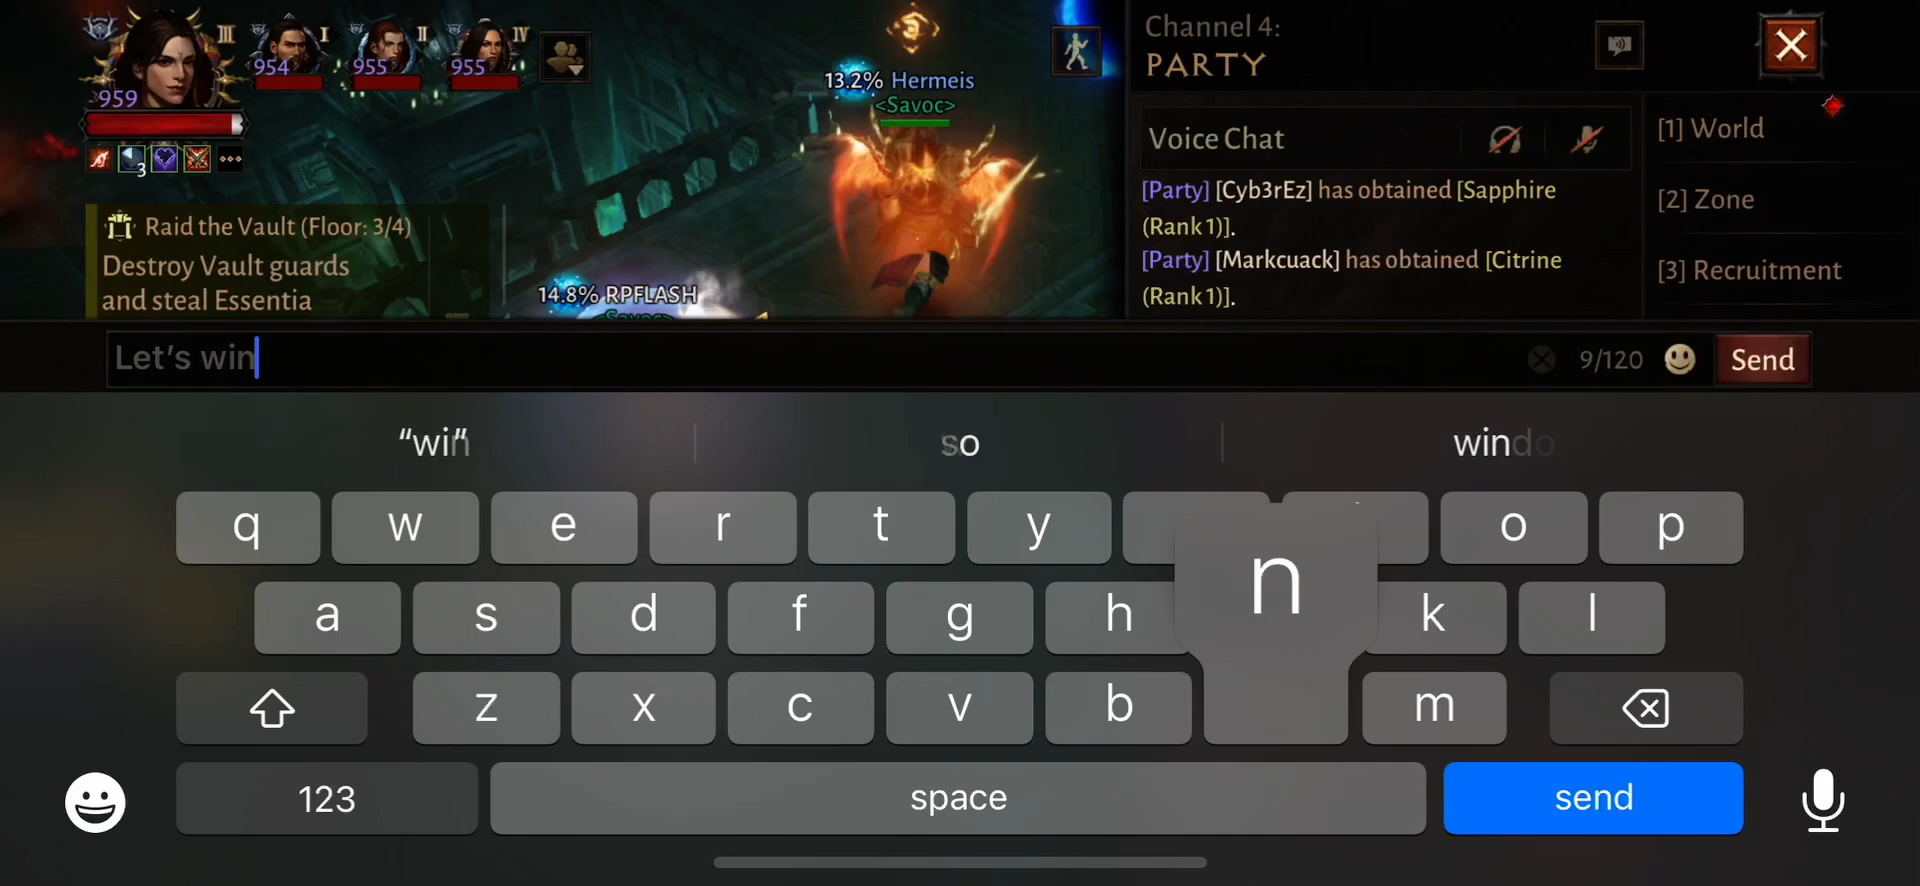 III
I
II
IV
959
954
955
955
3
13.2% Hermeis
<Savoc>
14.8% RPFLASH
Raid the Vault (Floor: 3/4)
Destroy Vault guards
and steal Essentia
Channel 4:
PARTY
Voice Chat
[Party] [Cyb3rEz] has obtained [Sapphire
(Rank 1)].
[Party] [Markcuack] has obtained [Citrine
(Rank 1)].
[1] World
[2] Zone
[3] Recruitment
Let's win
9/120
Send
“wi”
so
win
q w e r t y o p
a s d f g h n k l
z x c v b m
123
space
send